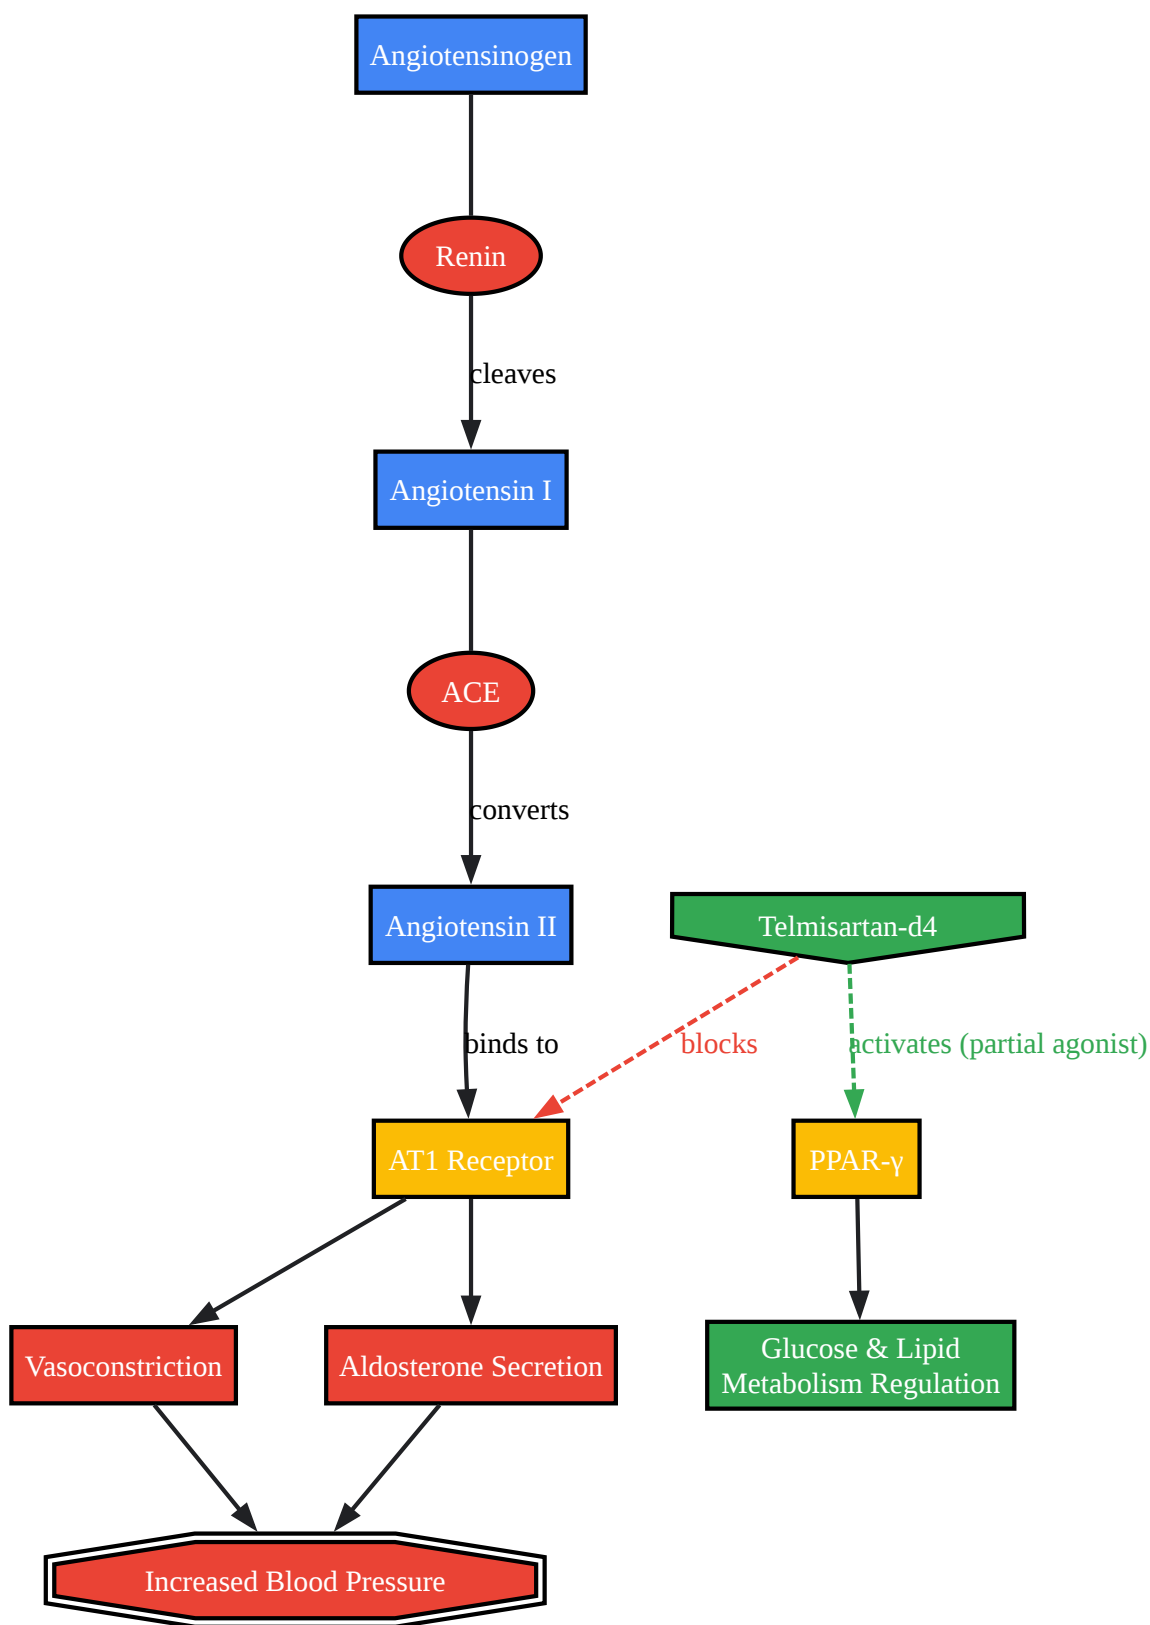 Angiotensinogen
Renin
cleaves
Angiotensin I
ACE
converts
Angiotensin II
Telmisartan-d4
binds to
blocks
activates (partial agonist)
AT1 Receptor
PPAR-γ
Vasoconstriction
Aldosterone Secretion
Glucose & Lipid
Metabolism Regulation
Increased Blood Pressure